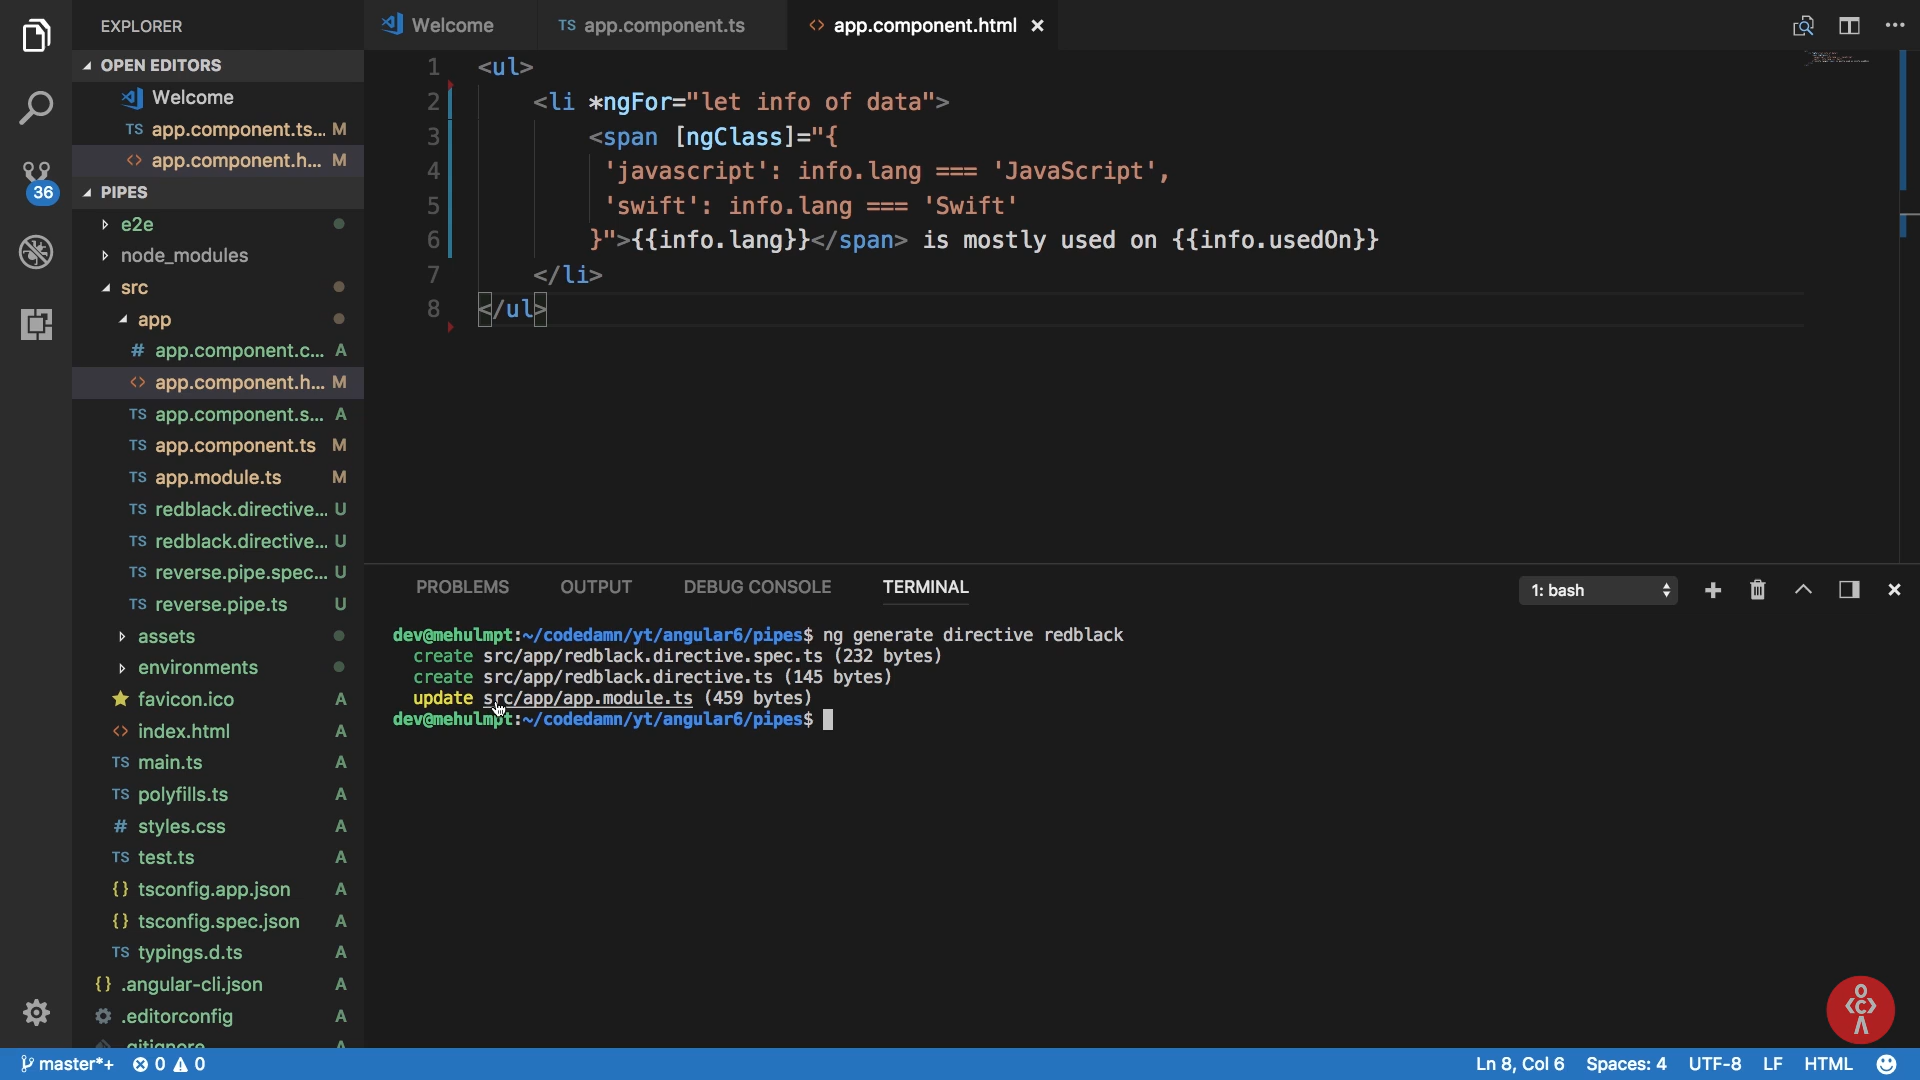 EXPLORER
OPEN EDITORS
Welcome
TS app.component.ts... M
<> app.component.h... M
36
PIPES
e2e
node_modules
src
app
# app.component.c... A
<> app.component.h... M
TS app.component.s... A
TS app.component.ts M
TS app.module.ts M
TS redblack.directive... U
TS redblack.directive... U
TS reverse.pipe.spec... U
TS reverse.pipe.ts U
assets
environments
favicon.ico A
<> index.html A
TS main.ts A
TS polyfills.ts A
# styles.css A
TS test.ts A
{} tsconfig.app.json A
{} tsconfig.spec.json A
TS typings.d.ts A
{} .angular-cli.json A
.editorconfig A
.gitignore A
Welcome
TS app.component.ts
<> app.component.html ×
1 <ul>
2 <li *ngFor="let info of data">
3 <span [ngClass]="{
4 'javascript': info.lang === 'JavaScript',
5 'swift': info.lang === 'Swift'
6 }">{{info.lang}}</span> is mostly used on {{info.usedOn}}
7 </li>
8 </ul>
PROBLEMS OUTPUT DEBUG CONSOLE TERMINAL
1: bash
dev@mehulmpt:~/codedamn/yt/angular6/pipes$ ng generate directive redblack
create src/app/redblack.directive.spec.ts (232 bytes)
create src/app/redblack.directive.ts (145 bytes)
update src/app/app.module.ts (459 bytes)
dev@mehulmpt:~/codedamn/yt/angular6/pipes$
master*+ 0 0
Ln 8, Col 6 Spaces: 4 UTF-8 LF HTML